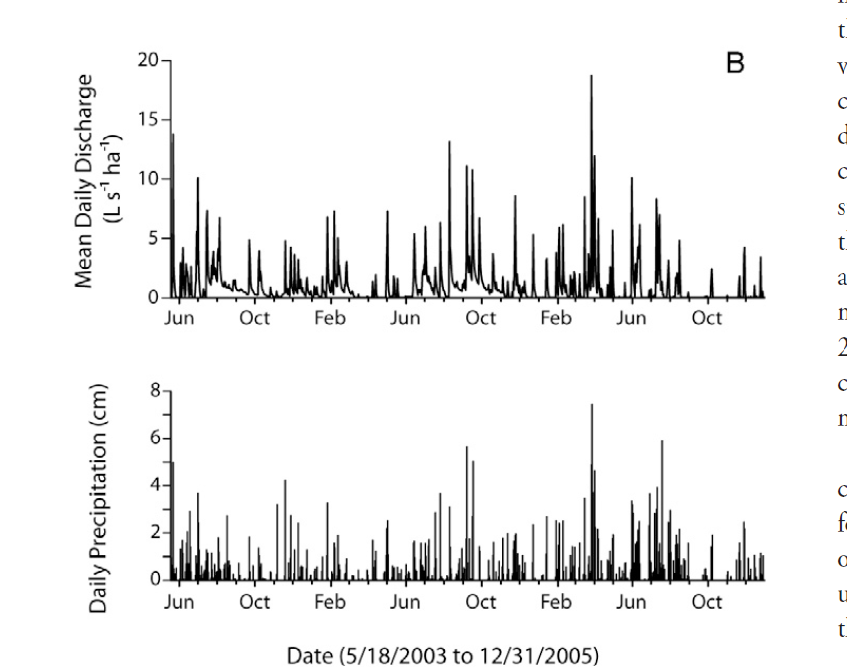 B
Mean Daily Discharge
(L s⁻¹ ha⁻¹)
20
15
10
5
0
Jun Oct Feb Jun Oct Feb Jun Oct
Daily Precipitation (cm)
8
6
4
2
0
Jun Oct Feb Jun Oct Feb Jun Oct
Date (5/18/2003 to 12/31/2005)